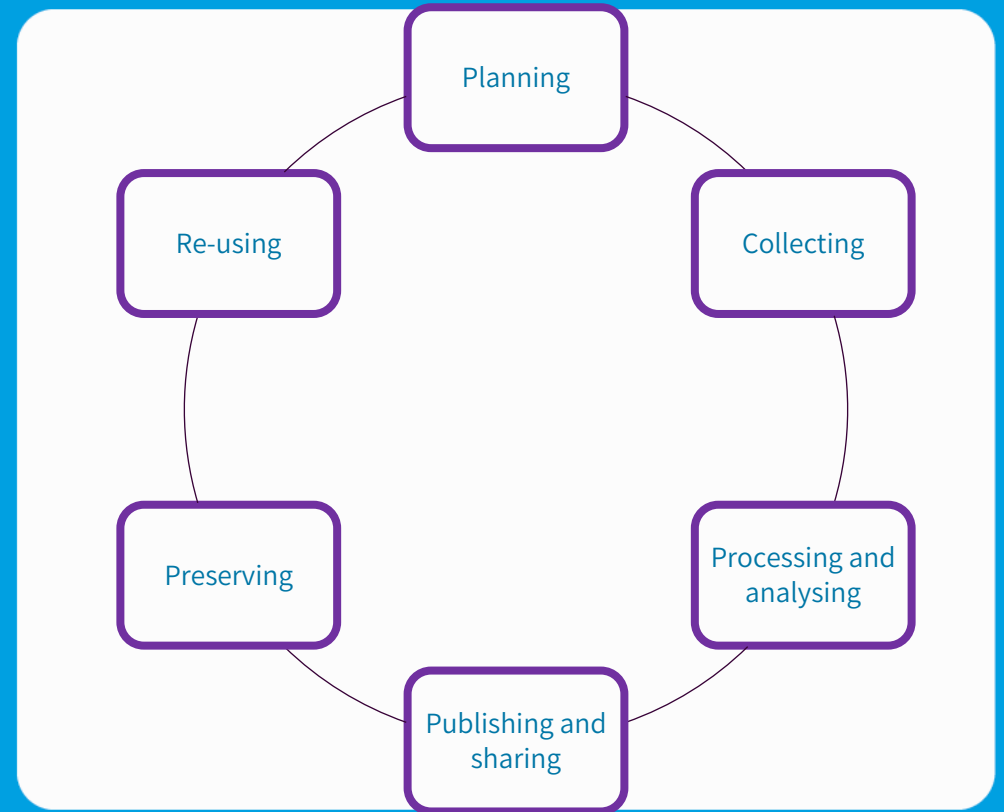 Planning
Collecting
Processing and
analysing
Publishing and
sharing
Preserving
Re-using